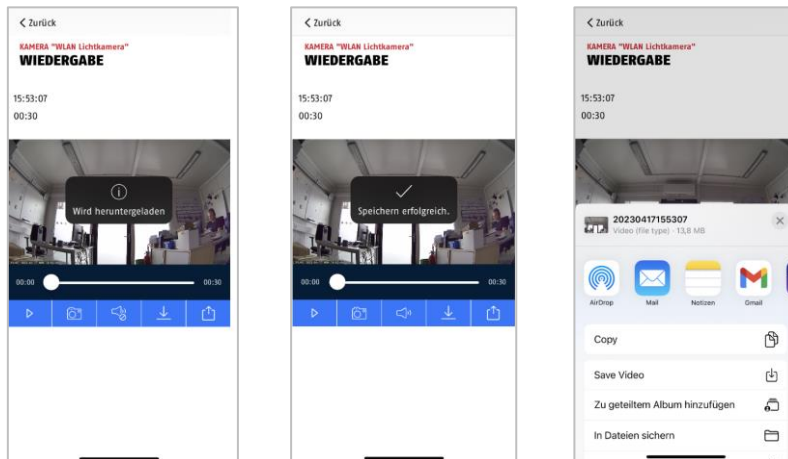 Zurück
KAMERA "WLAN Lichtkamera"
WIEDERGABE
15:53:07
00:30
Wird heruntergeladen
00:00
00:30
Zurück
KAMERA "WLAN Lichtkamera"
WIEDERGABE
15:53:07
00:30
Speichern erfolgreich.
00:00
00:30
Zurück
KAMERA "WLAN Lichtkamera"
WIEDERGABE
15:53:07
00:30
20230417155307
Video (file type) · 13,8 MB
AirDrop
Mail
Notizen
Gmail
Copy
Save Video
Zu geteiltem Album hinzufügen
In Dateien sichern